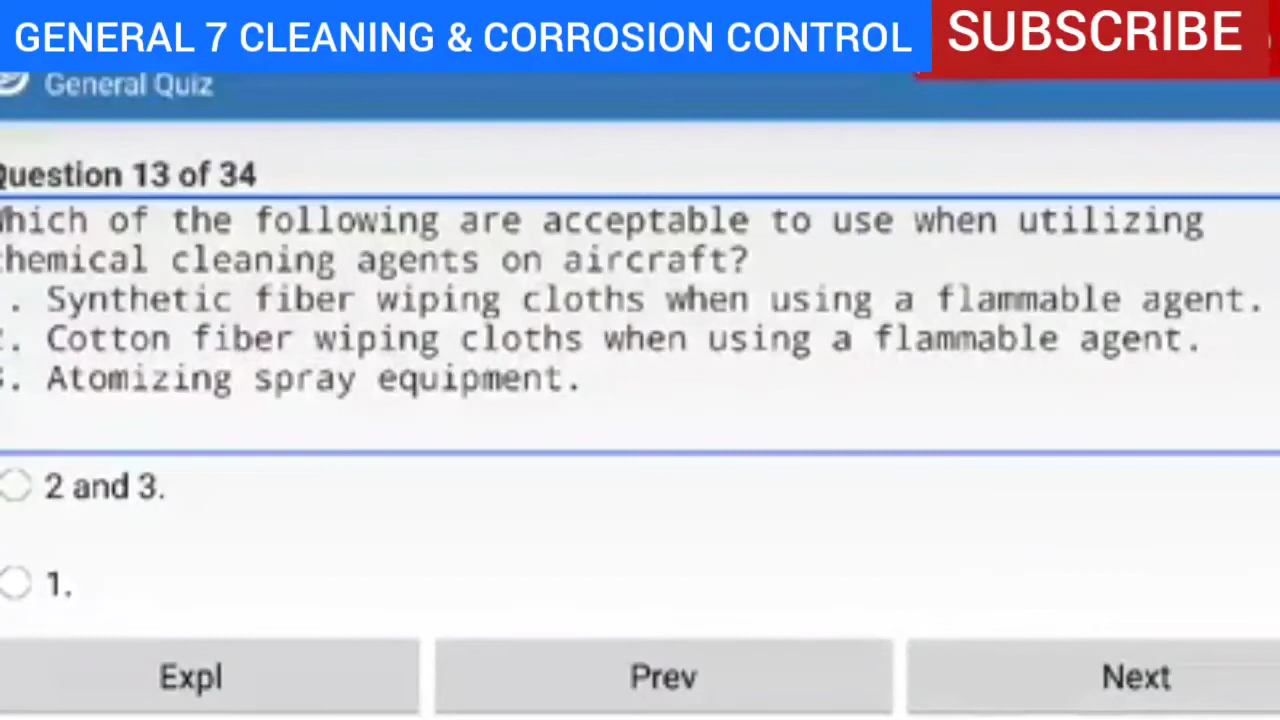 GENERAL 7 CLEANING & CORROSION CONTROL
SUBSCRIBE
General Quiz
Question 13 of 34
Which of the following are acceptable to use when utilizing
chemical cleaning agents on aircraft?
. Synthetic fiber wiping cloths when using a flammable agent.
2. Cotton fiber wiping cloths when using a flammable agent.
3. Atomizing spray equipment.
2 and 3.
1.
Expl
Prev
Next